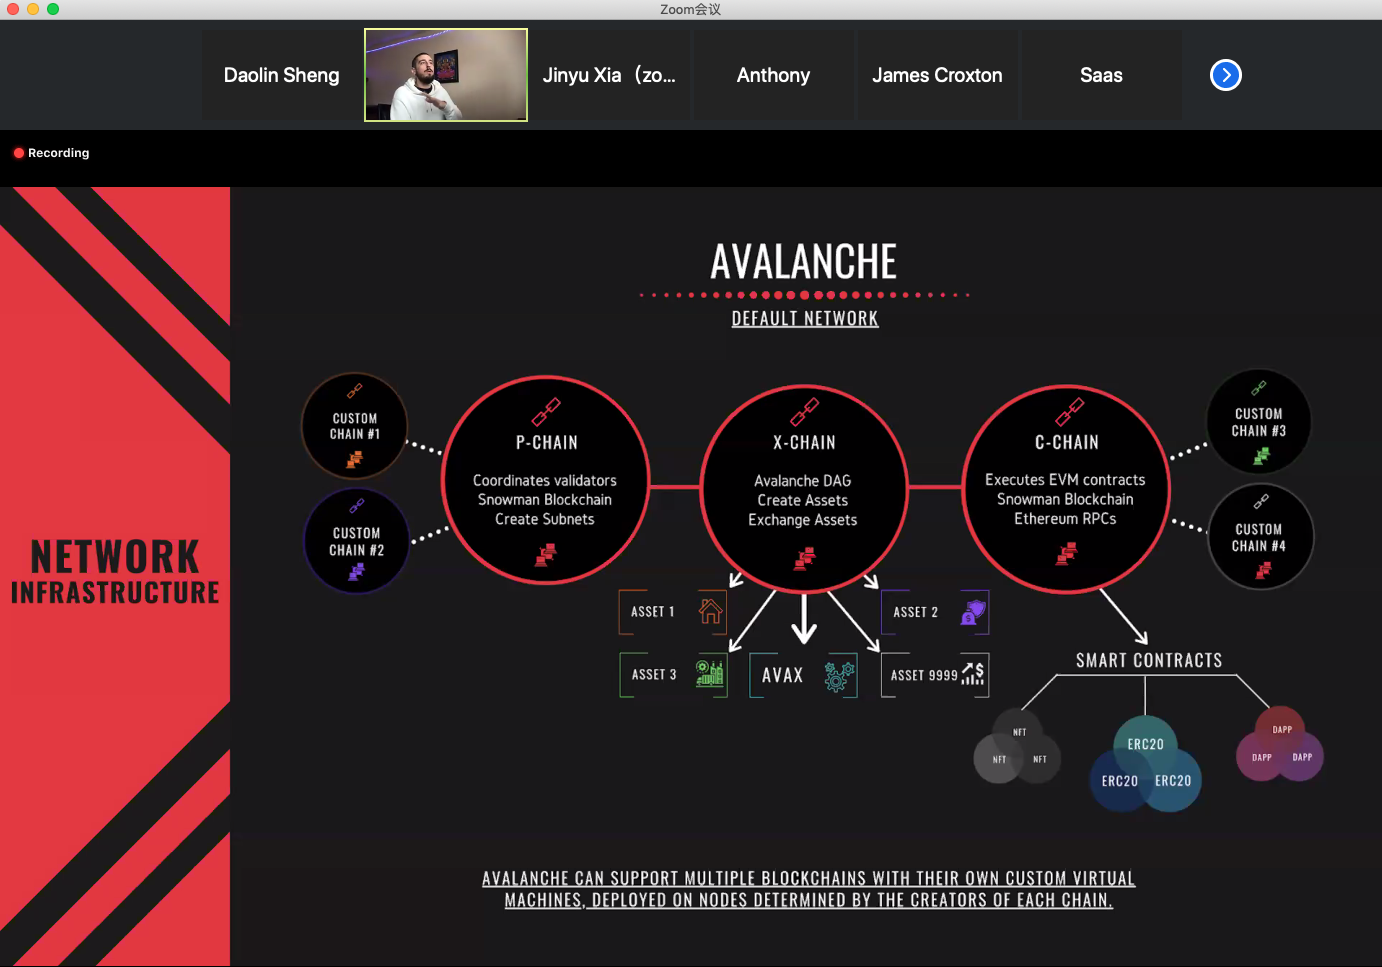 Zoom会议
Daolin Sheng
Jinyu Xia（zo...
Anthony
James Croxton
Saas
Recording
NETWORK
INFRASTRUCTURE
AVALANCHE
DEFAULT NETWORK
CUSTOM
CHAIN #1
CUSTOM
CHAIN #2
P-CHAIN
Coordinates validators
Snowman Blockchain
Create Subnets
X-CHAIN
Avalanche DAG
Create Assets
Exchange Assets
C-CHAIN
Executes EVM contracts
Snowman Blockchain
Ethereum RPCs
CUSTOM
CHAIN #3
CUSTOM
CHAIN #4
ASSET 1
ASSET 2
ASSET 3
AVAX
ASSET 9999
SMART CONTRACTS
NFT
NFT
NFT
ERC20
ERC20
ERC20
DAPP
DAPP
DAPP
AVALANCHE CAN SUPPORT MULTIPLE BLOCKCHAINS WITH THEIR OWN CUSTOM VIRTUAL
MACHINES, DEPLOYED ON NODES DETERMINED BY THE CREATORS OF EACH CHAIN.